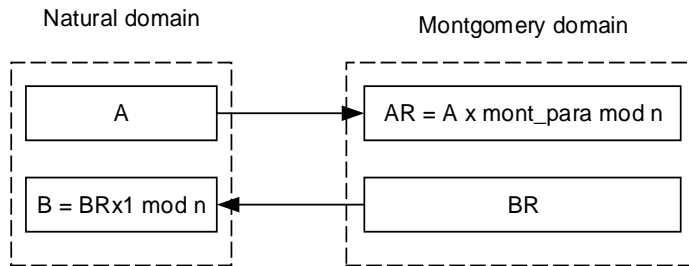 Natural domain
Montgomery domain
A
AR = A x mont_para mod n
B = BRx1 mod n
BR